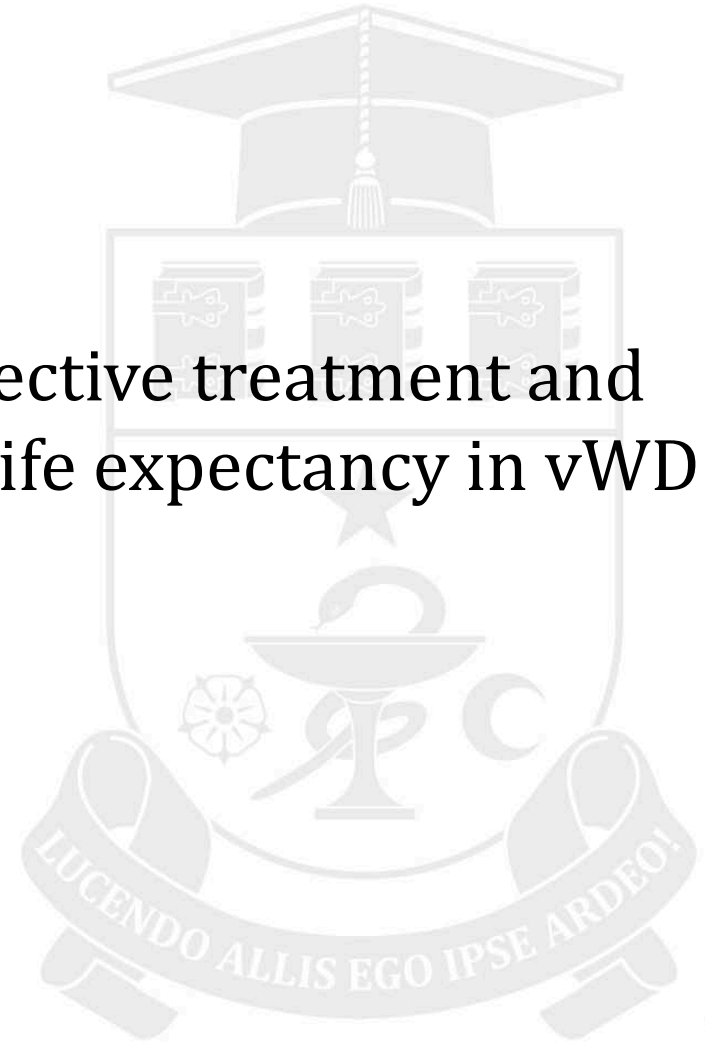 ective treatment and
ife expectancy in vWD
LUCENDO ALLIS EGO IPSE ARDEO!